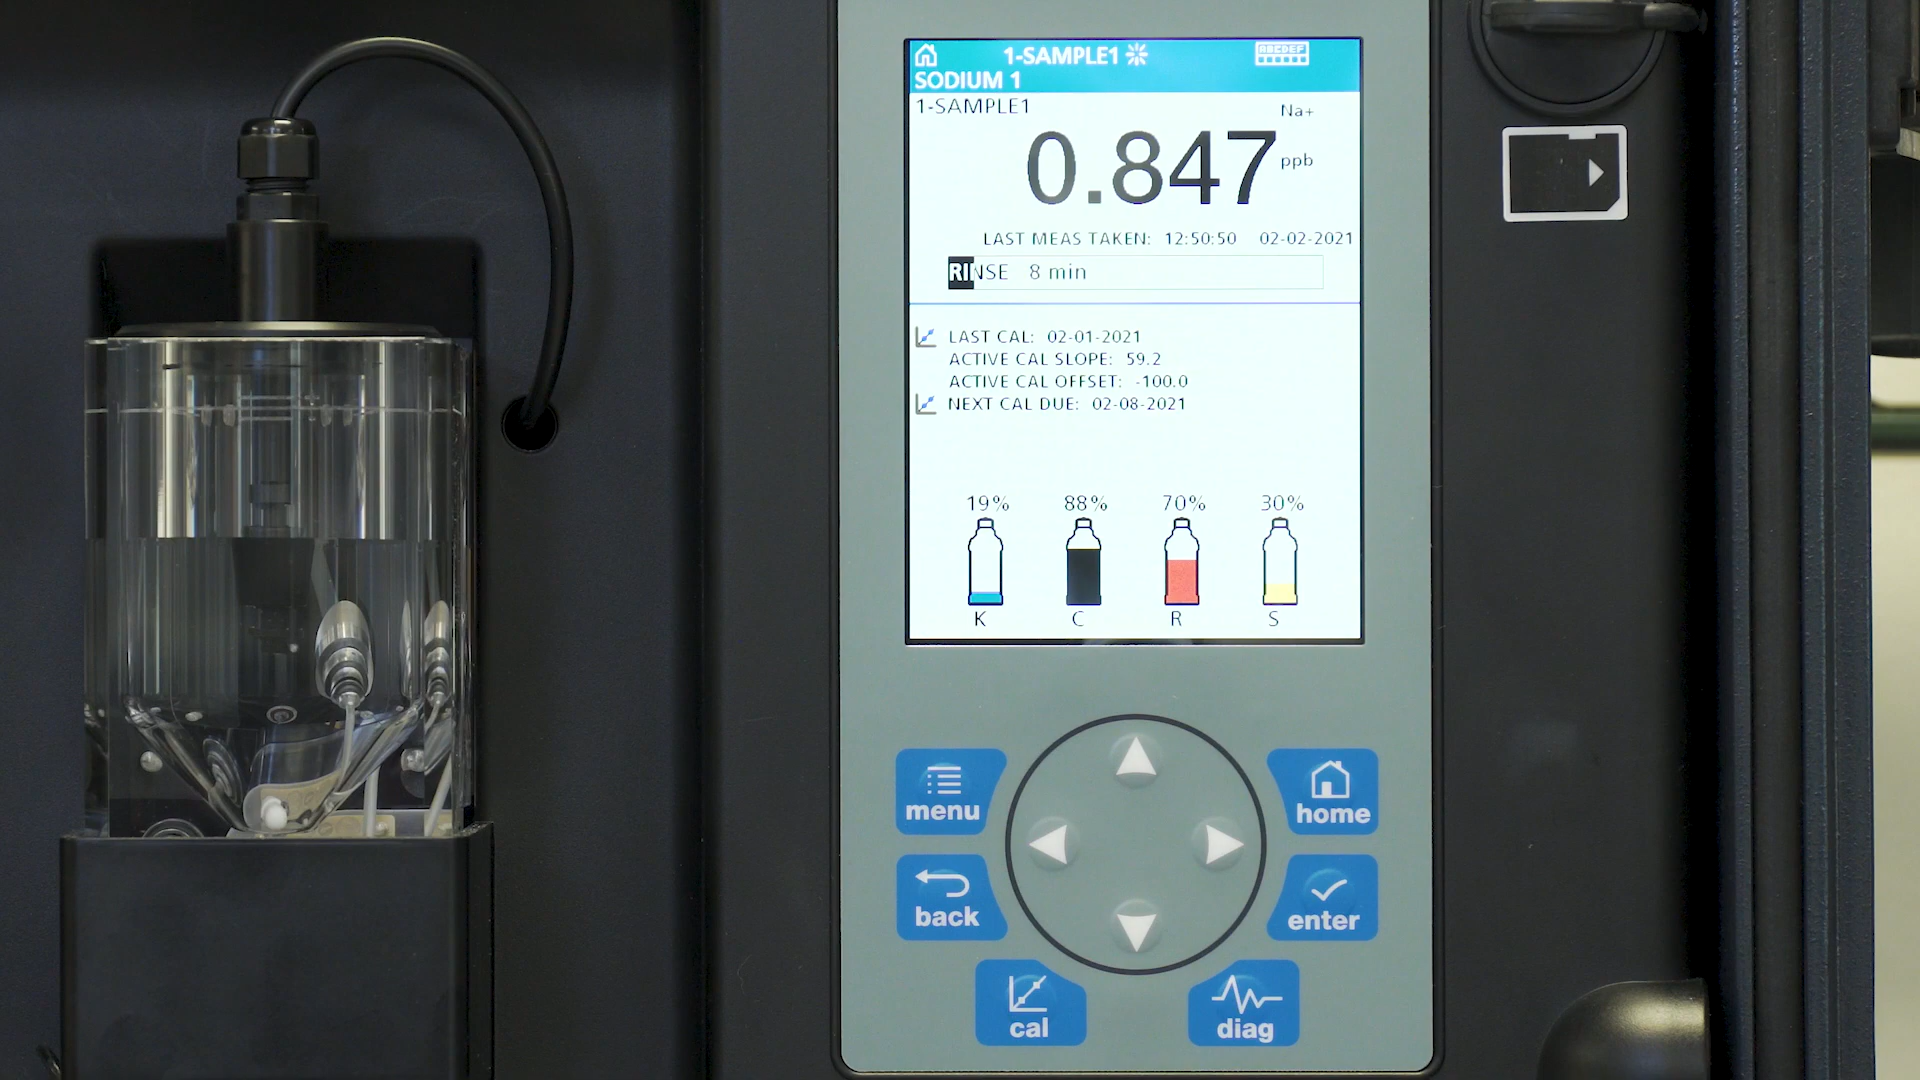 1-SAMPLE1
ABCDEF
SODIUM 1
1-SAMPLE1
Na+
0.847 ppb
LAST MEAS TAKEN: 12:50:50 02-02-2021
RINSE 8 min
LAST CAL: 02-01-2021
ACTIVE CAL SLOPE: 59.2
ACTIVE CAL OFFSET: -100.0
NEXT CAL DUE: 02-08-2021
19% 88% 70% 30%
K C R S
menu
home
back
enter
cal
diag